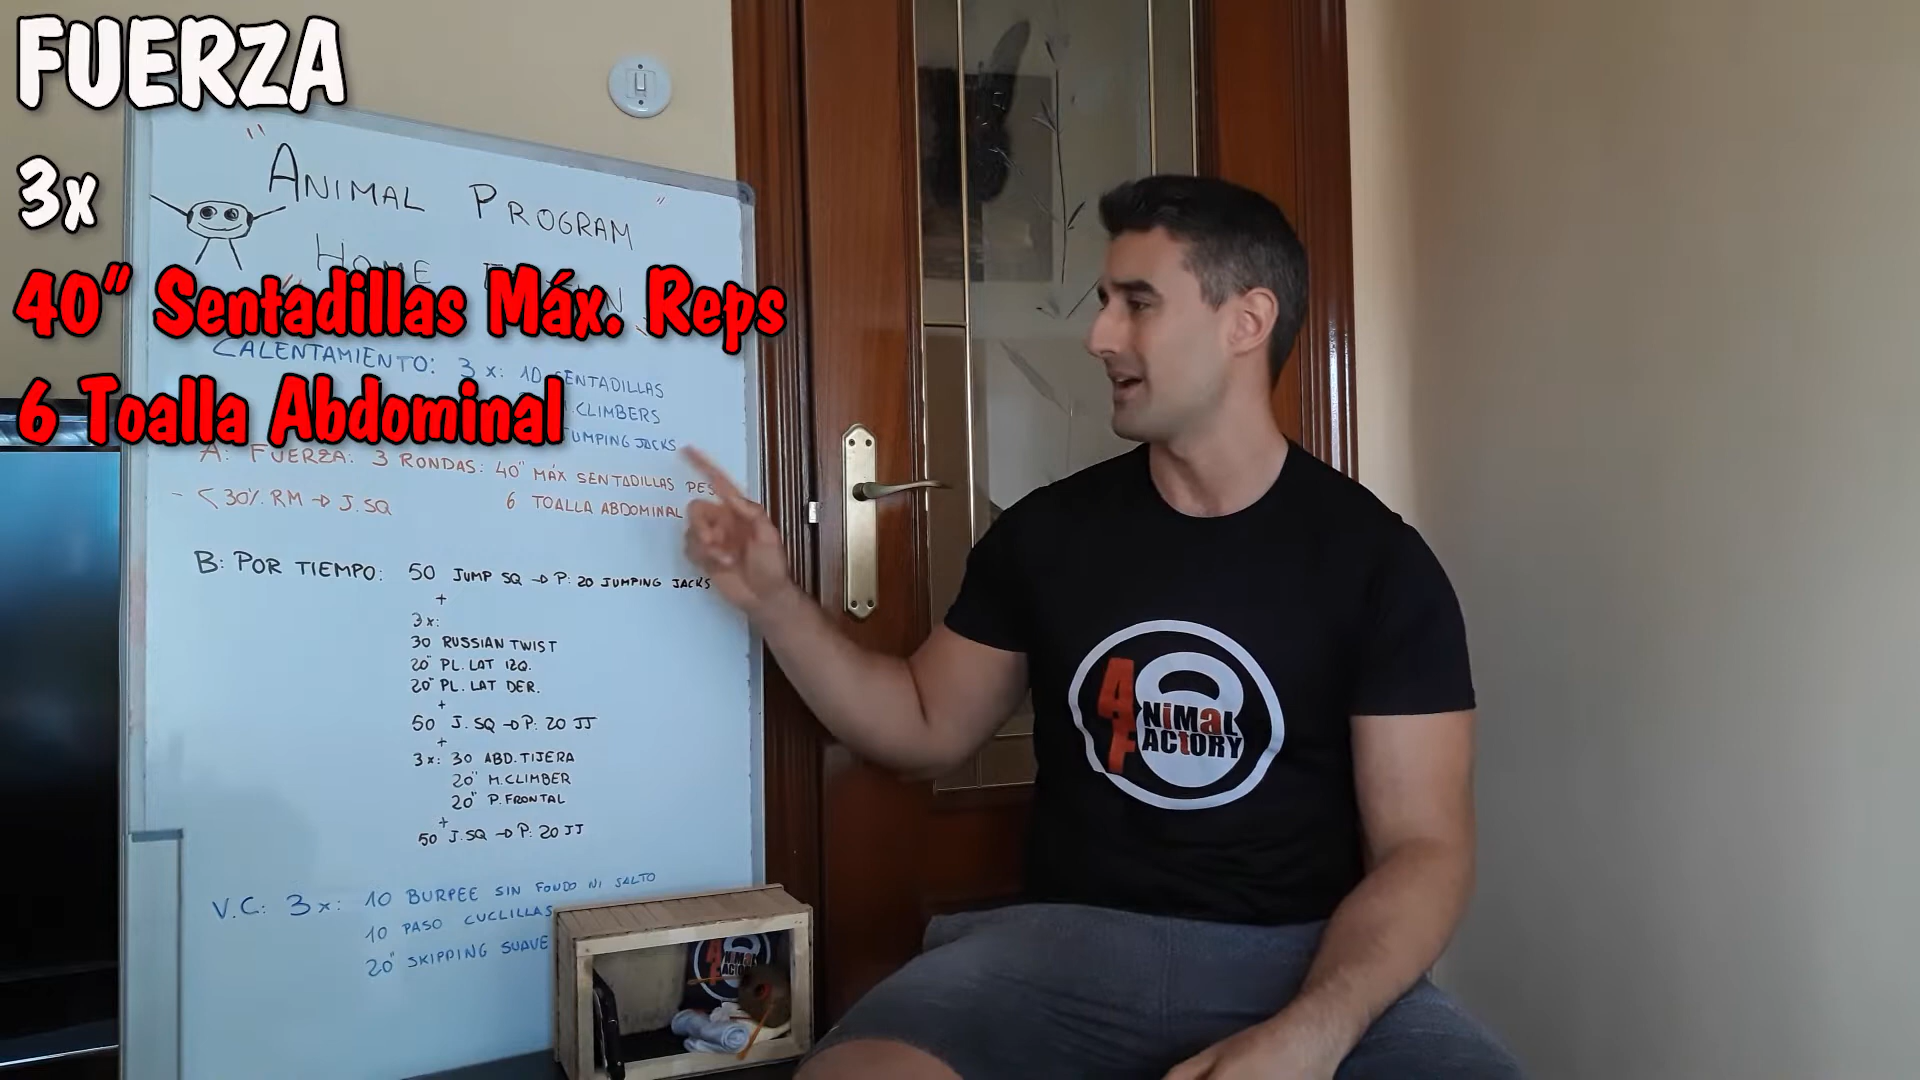 FUERZA
3x
40" Sentadillas Máx. Reps
6 Toalla Abdominal
" ANIMAL PROGRAM "
HOME
CALENTAMIENTO: 3 x: 10 SENTADILLAS
CLIMBERS
JUMPING JACKS
A: FUERZA: 3 RONDAS: 40" MÁX SENTADILLAS
- <30% RM → J. SQ
6 TOALLA ABDOMINAL
B: POR TIEMPO: 50 JUMP SQ → P: 20 JUMPING JACKS
+
3x:
30 RUSSIAN TWIST
20" PL. LAT IZQ.
20" PL. LAT DER.
+
50 J. SQ → P: 20 JJ
+
3x: 30 ABD. TIJERA
20" M. CLIMBER
20" P. FRONTAL
+
50 J. SQ → P: 20 JJ
V.C: 3 x: 10 BURPEE SIN FONDO NI SALTO
10 PASO CUCLILLAS
20" SKIPPING SUAVE
ANiMaL
FACtORY